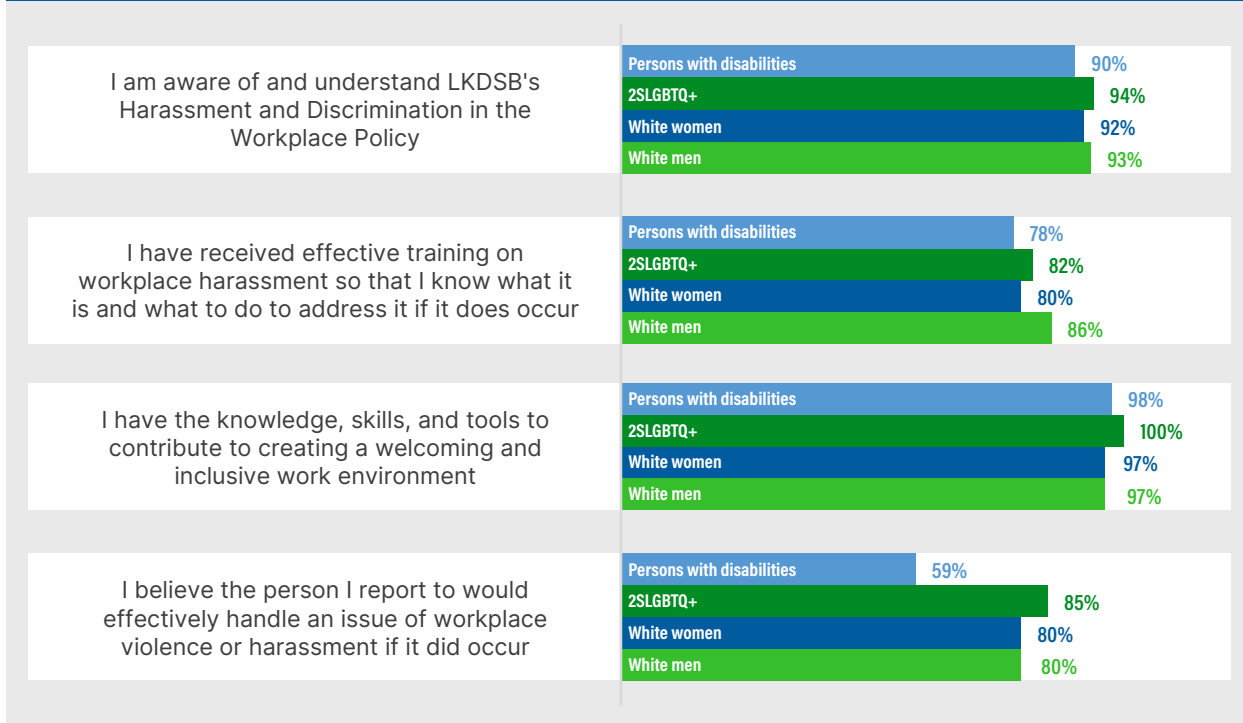 I am aware of and understand LKDSB's
Harassment and Discrimination in the
Workplace Policy
Persons with disabilities 90%
2SLGBTQ+ 94%
White women 92%
White men 93%
I have received effective training on
workplace harassment so that I know what it
is and what to do to address it if it does occur
Persons with disabilities 78%
2SLGBTQ+ 82%
White women 80%
White men 86%
I have the knowledge, skills, and tools to
contribute to creating a welcoming and
inclusive work environment
Persons with disabilities 98%
2SLGBTQ+ 100%
White women 97%
White men 97%
I believe the person I report to would
effectively handle an issue of workplace
violence or harassment if it did occur
Persons with disabilities 59%
2SLGBTQ+ 85%
White women 80%
White men 80%